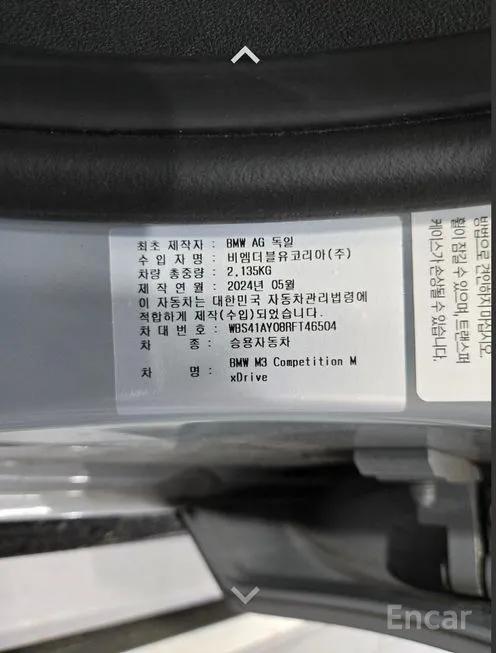 최초 제작자 : BMW AG 독일
수 입 자 명 : 비엠더블유코리아(주)
차량 총중량 : 2,135KG
제 작 연 월 : 2024년 05월
이 자동차는 대한민국 자동차관리법령에
적합하게 제작(수입)되었습니다.
차 대 번 호 : WBS41AY08RFT46504
차 종 : 승용자동차
차 명 : BMW M3 Competition M
xDrive
휠이 잠길 수 있으며, 트랜스퍼
케이스가 손상될 수 있습니다.
Encar